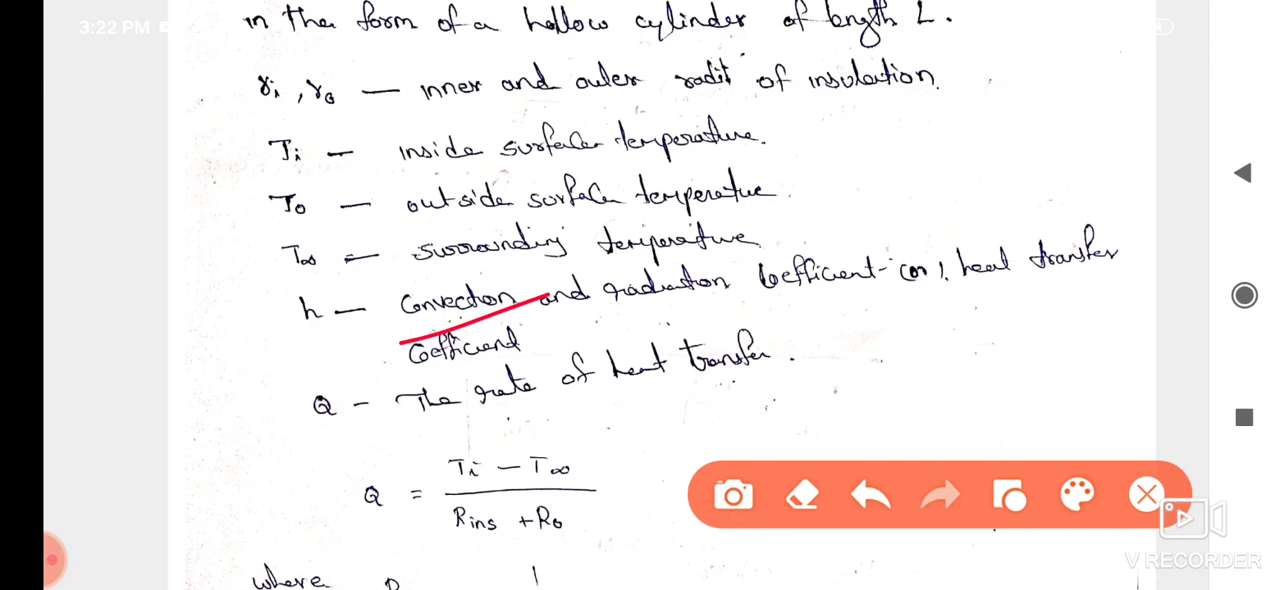 3:22 PM
in the form of a hollow cylinder of length L.
ri, ro — inner and outer radii of insulation.
Ti — inside surface temperature.
To — outside surface temperature.
T∞ — surrounding temperature
h — Convection and radiation Coefficient (or) heat transfer
Coefficient
Q - The rate of heat transfer.
Q = Ti - T∞
Rins + Ro
where
V RECORDER